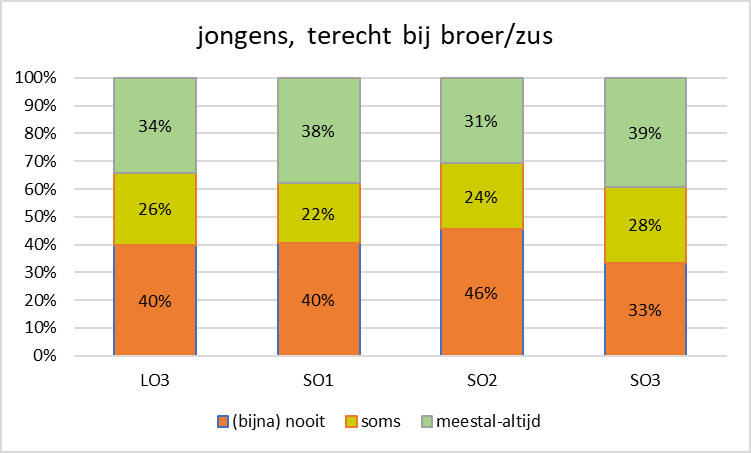 jongens, terecht bij broer/zus
100%
90%
80%
70%
60%
50%
40%
30%
20%
10%
0%
34% 38% 31% 39%
26% 22% 24% 28%
40% 40% 46% 33%
LO3 SO1 SO2 SO3
(bijna) nooit soms meestal-altijd